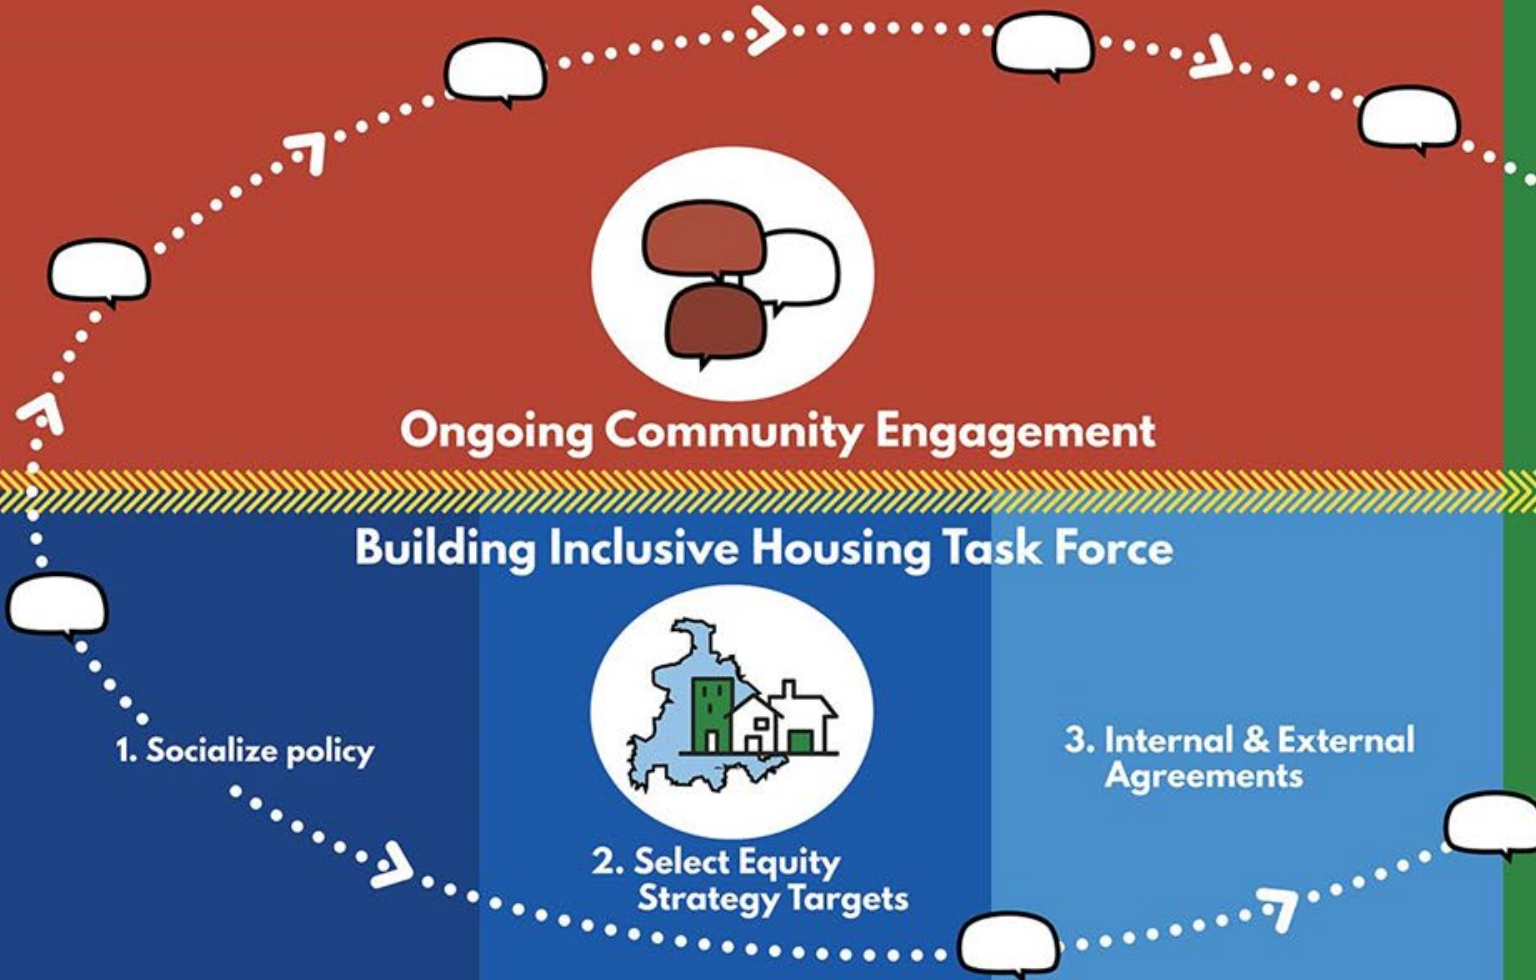 Ongoing Community Engagement
Building Inclusive Housing Task Force
1. Socialize policy
2. Select Equity
Strategy Targets
3. Internal & External
Agreements